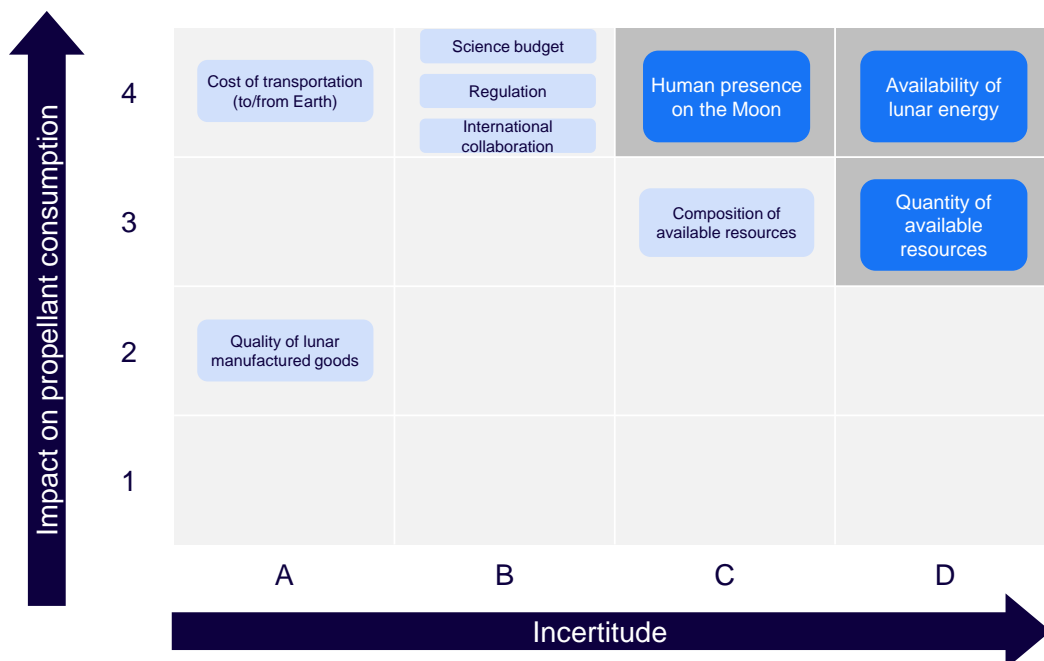 Impact on propellant consumption
4
Cost of transportation
(to/from Earth)
Science budget
Regulation
International
collaboration
Human presence
on the Moon
Availability of
lunar energy
3
Composition of
available resources
Quantity of
available
resources
2
Quality of lunar
manufactured goods
1
A
B
C
D
Incertitude